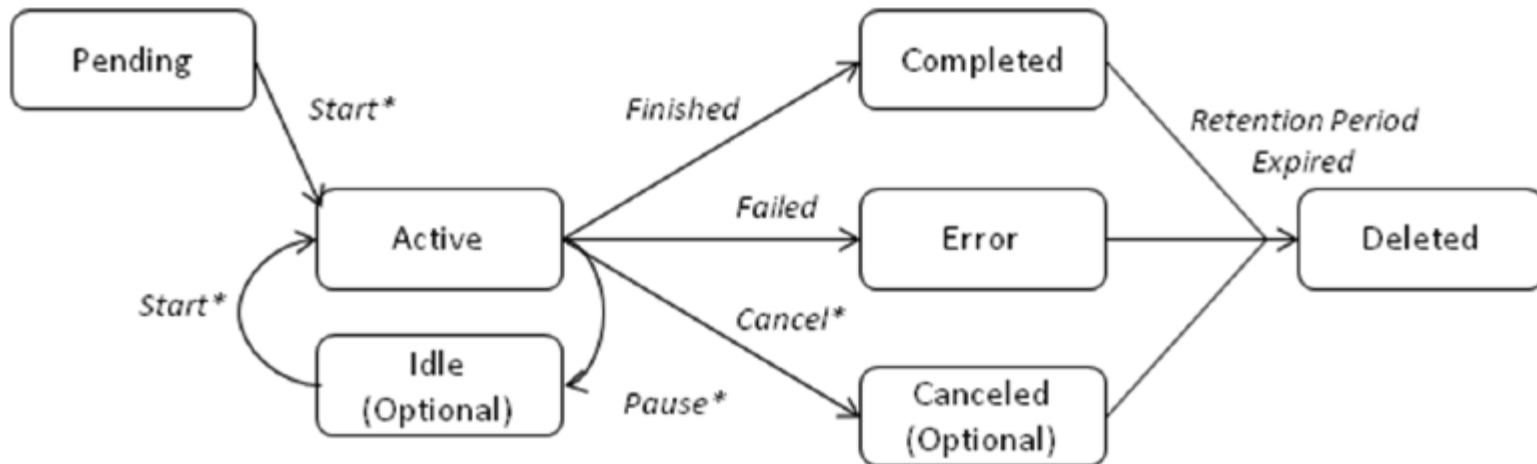 Pending
Start*
Finished
Completed
Retention Period
Expired
Active
Failed
Error
Deleted
Start*
Cancel*
Idle
(Optional)
Pause*
Canceled
(Optional)